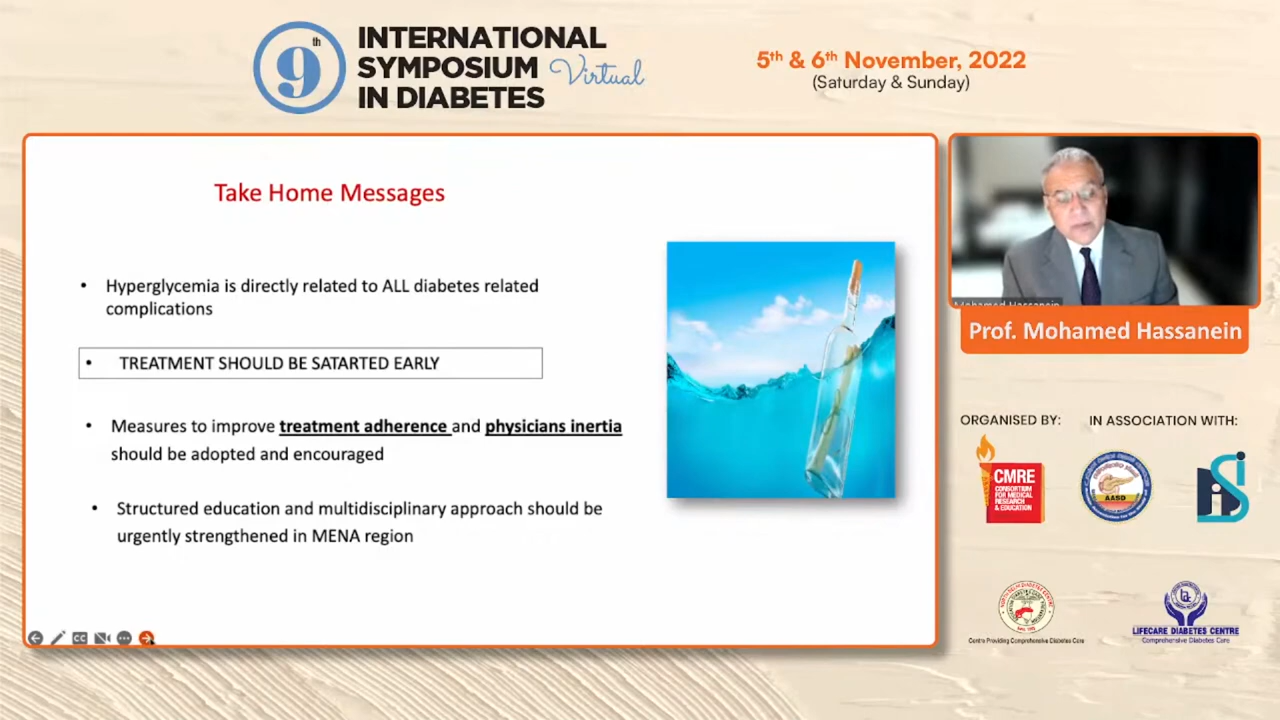 9th
INTERNATIONAL
SYMPOSIUM Virtual
IN DIABETES
5th & 6th November, 2022
(Saturday & Sunday)
Take Home Messages
• Hyperglycemia is directly related to ALL diabetes related
complications
• TREATMENT SHOULD BE SATARTED EARLY
• Measures to improve treatment adherence and physicians inertia
should be adopted and encouraged
• Structured education and multidisciplinary approach should be
urgently strengthened in MENA region
CC
Mohamed Hassanein
Prof. Mohamed Hassanein
ORGANISED BY:
IN ASSOCIATION WITH:
CMRE
CONSORTIUM
FOR MEDICAL
RESEARCH
& EDUCATION
AASD
Centre Providing Comprehensive Diabetes Care
LIFECARE DIABETES CENTRE
Comprehensive Diabetes Care